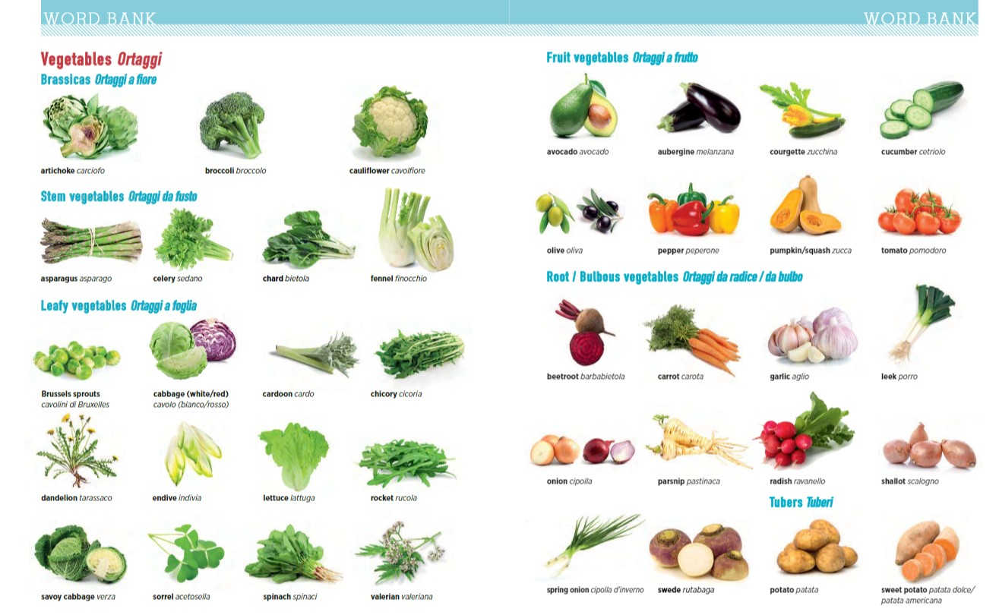 WORD BANK
Vegetables Ortaggi
Brassicas Ortaggi a fiore
artichoke carciofo
broccoli broccolo
cauliflower cavolfiore
Stem vegetables Ortaggi da fusto
asparagus asparago
celery sedano
chard bietola
fennel finocchio
Leafy vegetables Ortaggi a foglia
Brussels sprouts
cavolini di Bruxelles
cabbage (white/red)
cavolo (bianco/rosso)
cardoon cardo
chicory cicoria
dandelion tarassaco
endive indivia
lettuce lattuga
rocket rucola
savoy cabbage verza
sorrel acetosella
spinach spinaci
valerian valeriana
WORD BANK
Fruit vegetables Ortaggi a frutto
avocado avocado
aubergine melanzana
courgette zucchina
cucumber cetriolo
olive oliva
pepper peperone
pumpkin/squash zucca
tomato pomodoro
Root / Bulbous vegetables Ortaggi da radice / da bulbo
beetroot barbabietola
carrot carota
garlic aglio
leek porro
onion cipolla
parsnip pastinaca
radish ravanello
shallot scalogno
spring onion cipolla d'inverno
swede rutabaga
Tubers Tuberi
potato patata
sweet potato patata dolce/
patata americana